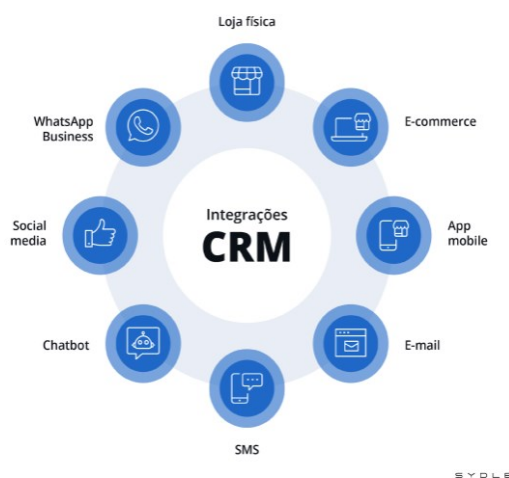 Loja física
E-commerce
App
mobile
E-mail
SMS
Chatbot
Social
media
WhatsApp
Business
Integrações
CRM
SYDLE